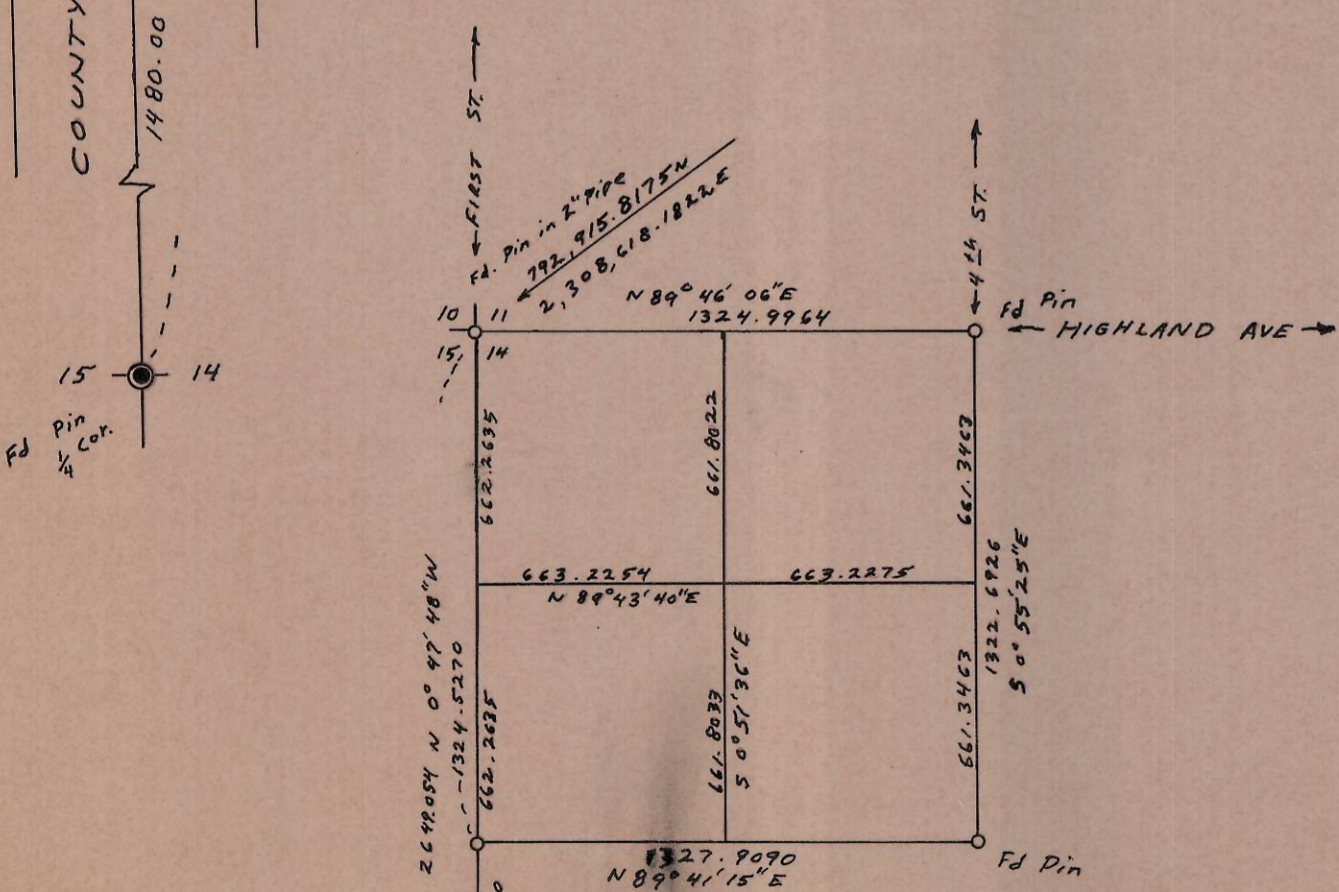 COUNTY
1480.00
15 14
Fd Pin
1/4 Cor.
← FIRST ST. →
Fd. Pin in 2" Pipe
792,915.8175 N
2,308,618.1822 E
← 4th ST. →
N 89° 46' 06" E
1324.9964
Fd Pin
← HIGHLAND AVE →
10 11
15 14
662.2635
661.8022
661.3463
663.2254
N 89° 43' 40" E
663.2275
2649.054 N 0° 47' 48" W
1324.5270
662.2635
661.8033
S 0° 51' 36" E
661.3463
1322.6926
S 0° 55' 25" E
1327.9090
N 89° 41' 15" E
Fd Pin